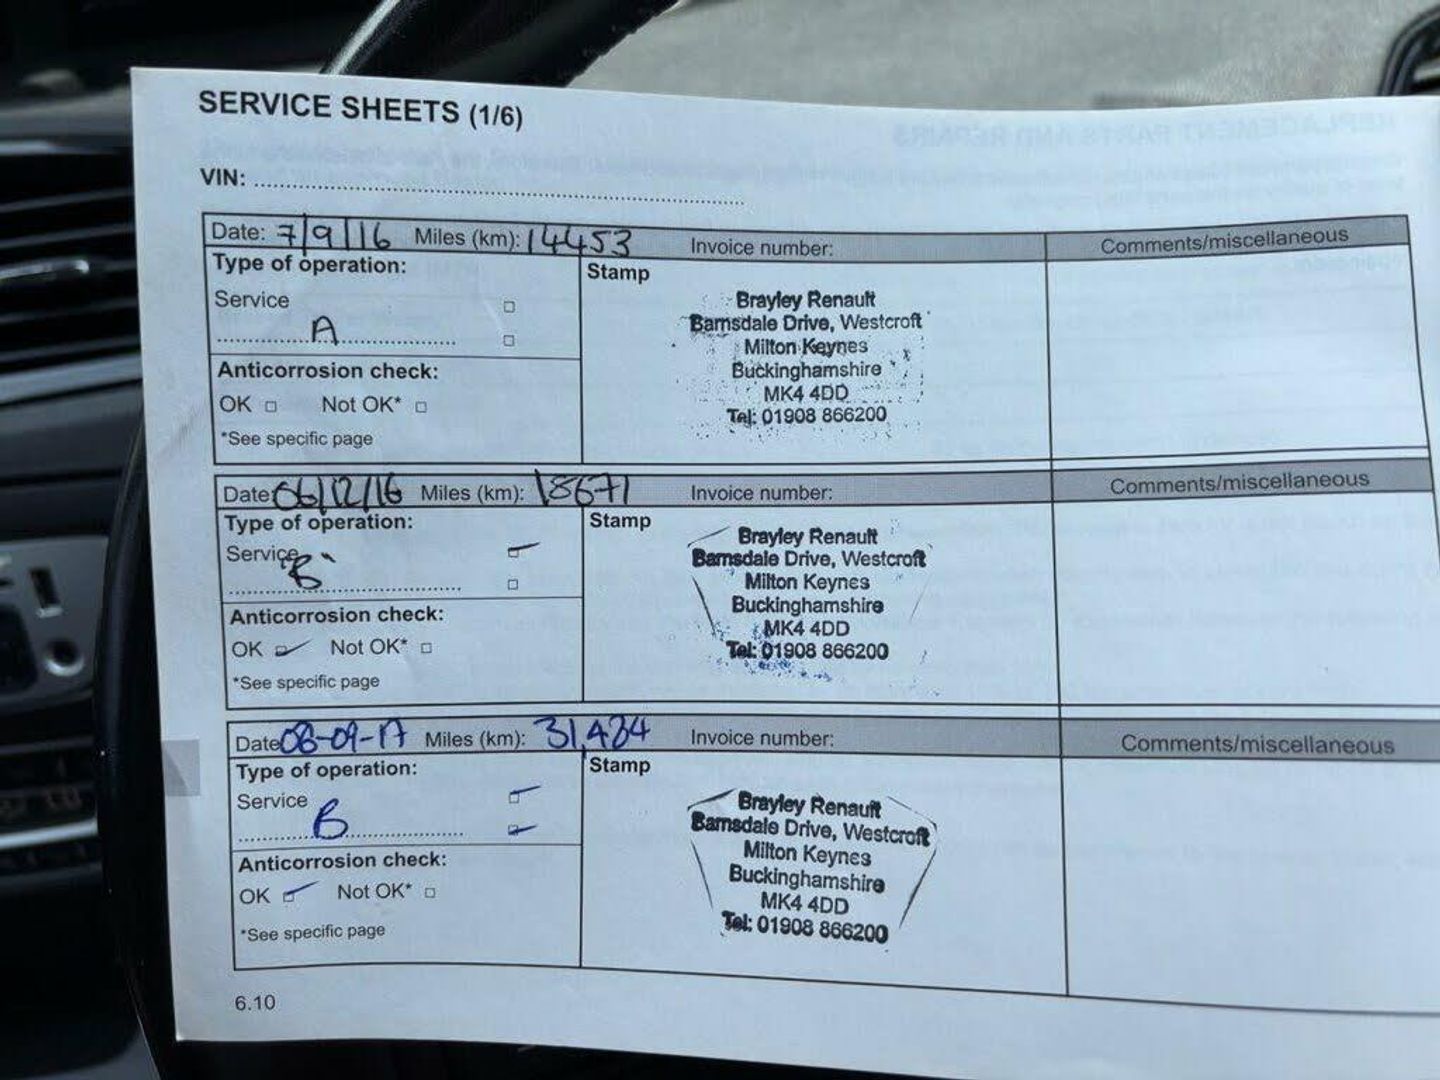 SERVICE SHEETS (1/6)
VIN: ................................................................
Date: 7/9/16 Miles (km): 14453 Invoice number: Comments/miscellaneous
Type of operation: Stamp
Service
A
Anticorrosion check:
OK Not OK*
*See specific page
Brayley Renault
Barnsdale Drive, Westcroft
Milton Keynes
Buckinghamshire
MK4 4DD
Tel: 01908 866200
Date: 06/12/16 Miles (km): 18671 Invoice number: Comments/miscellaneous
Type of operation: Stamp
Service
B
Anticorrosion check:
OK Not OK*
*See specific page
Brayley Renault
Barnsdale Drive, Westcroft
Milton Keynes
Buckinghamshire
MK4 4DD
Tel: 01908 866200
Date 08-09-17 Miles (km): 31,484 Invoice number: Comments/miscellaneous
Type of operation: Stamp
Service
B
Anticorrosion check:
OK Not OK*
*See specific page
Brayley Renault
Barnsdale Drive, Westcroft
Milton Keynes
Buckinghamshire
MK4 4DD
Tel: 01908 866200
6.10